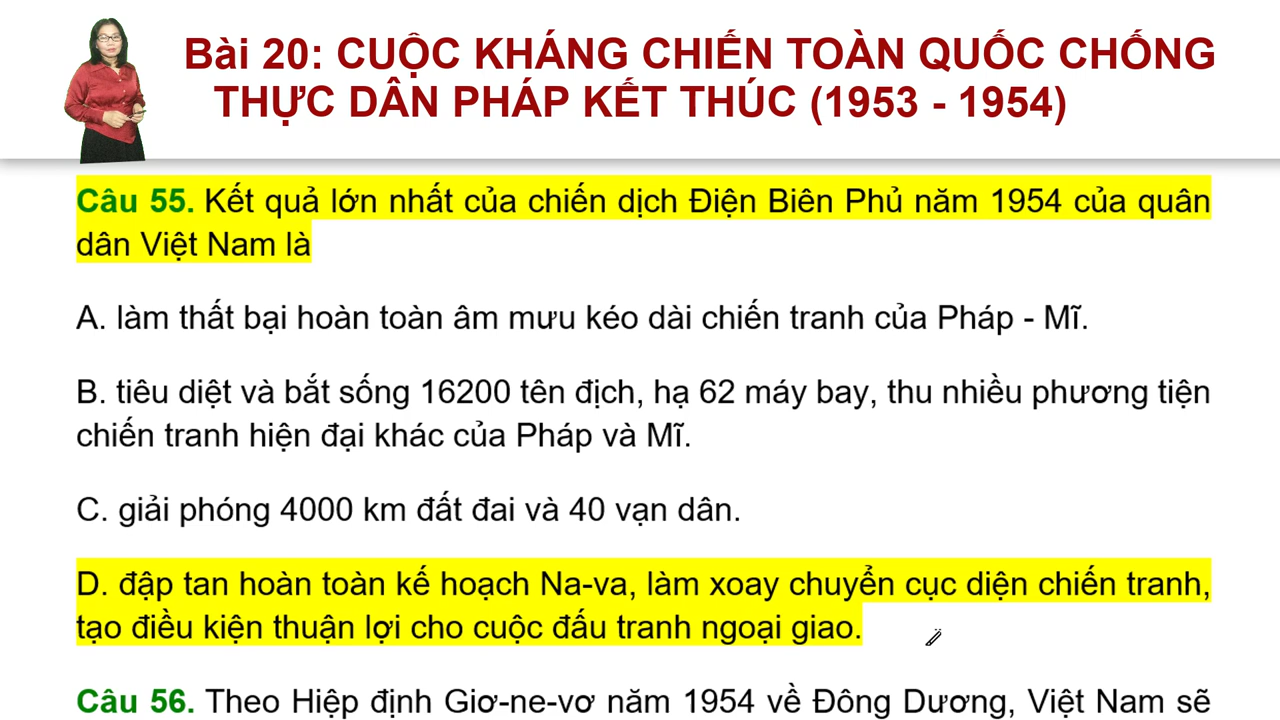 Bài 20: CUỘC KHÁNG CHIẾN TOÀN QUỐC CHỐNG
THỰC DÂN PHÁP KẾT THÚC (1953 - 1954)
Câu 55. Kết quả lớn nhất của chiến dịch Điện Biên Phủ năm 1954 của quân
dân Việt Nam là
A. làm thất bại hoàn toàn âm mưu kéo dài chiến tranh của Pháp - Mĩ.
B. tiêu diệt và bắt sống 16200 tên địch, hạ 62 máy bay, thu nhiều phương tiện
chiến tranh hiện đại khác của Pháp và Mĩ.
C. giải phóng 4000 km đất đai và 40 vạn dân.
D. đập tan hoàn toàn kế hoạch Na-va, làm xoay chuyển cục diện chiến tranh,
tạo điều kiện thuận lợi cho cuộc đấu tranh ngoại giao.
Câu 56. Theo Hiệp định Giơ-ne-vơ năm 1954 về Đông Dương, Việt Nam sẽ